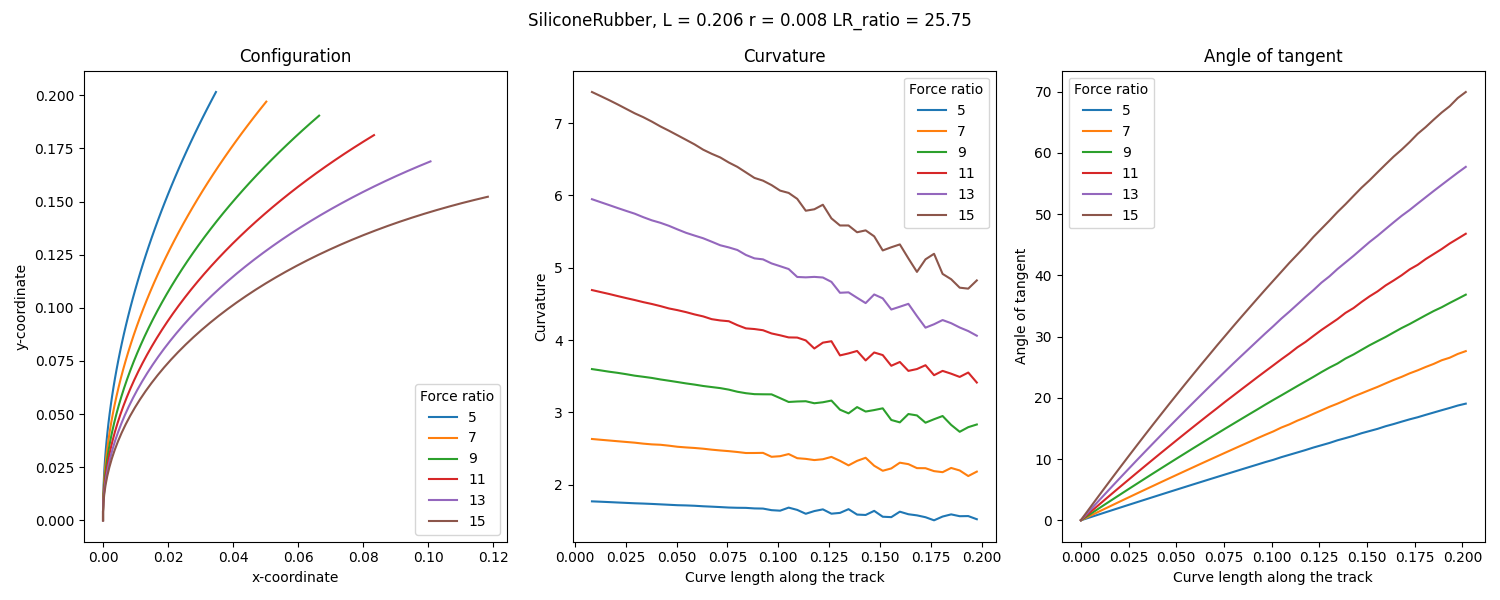 SiliconeRubber, L = 0.206 r = 0.008 LR_ratio = 25.75
Configuration
y-coordinate
0.200
0.175
0.150
0.125
0.100
0.075
0.050
0.025
0.000
Force ratio
5
7
9
11
13
15
0.00 0.02 0.04 0.06 0.08 0.10 0.12
x-coordinate
Curvature
Curvature
7
6
5
4
3
2
Force ratio
5
7
9
11
13
15
0.000 0.025 0.050 0.075 0.100 0.125 0.150 0.175 0.200
Curve length along the track
Angle of tangent
Angle of tangent
70
60
50
40
30
20
10
0
Force ratio
5
7
9
11
13
15
0.000 0.025 0.050 0.075 0.100 0.125 0.150 0.175 0.200
Curve length along the track